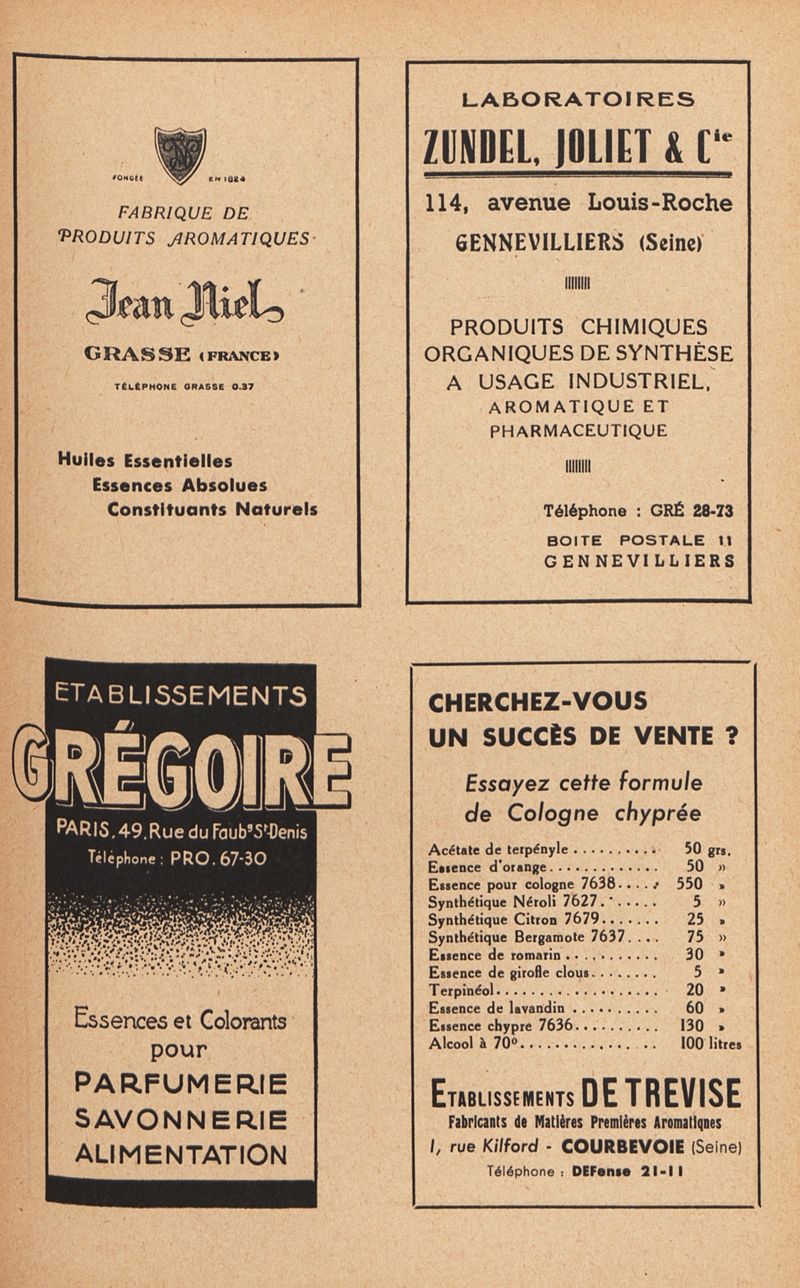 FONDÉE EN 1824
FABRIQUE DE
PRODUITS AROMATIQUES
Jean Niel
GRASSE (FRANCE)
TÉLÉPHONE GRASSE 0.37
Huiles Essentielles
Essences Absolues
Constituants Naturels
LABORATOIRES
ZUNDEL, JOLIET & Cie
114, avenue Louis-Roche
GENNEVILLIERS (Seine)
PRODUITS CHIMIQUES
ORGANIQUES DE SYNTHÈSE
A USAGE INDUSTRIEL,
AROMATIQUE ET
PHARMACEUTIQUE
Téléphone : GRÉ 28-73
BOITE POSTALE 11
GENNEVILLIERS
ETABLISSEMENTS
GRÉGOIRE
PARIS.49.Rue du Faubg St Denis
Téléphone : PRO. 67-30
Essences et Colorants
pour
PARFUMERIE
SAVONNERIE
ALIMENTATION
CHERCHEZ-VOUS
UN SUCCÈS DE VENTE ?
Essayez cette formule
de Cologne chyprée
Acétate de terpényle .......... 50 grs.
Essence d'orange............. 50 »
Essence pour cologne 7638..... 550 »
Synthétique Néroli 7627....... 5 »
Synthétique Citron 7679....... 25 »
Synthétique Bergamote 7637.... 75 »
Essence de romarin ........... 30 »
Essence de girofle clous........ 5 »
Terpinéol................... 20 »
Essence de lavandin .......... 60 »
Essence chypre 7636.......... 130 »
Alcool à 70°................ 100 litres
ETABLISSEMENTS DE TREVISE
Fabricants de Matières Premières Aromatiques
1, rue Kilford - COURBEVOIE (Seine)
Téléphone : DEFense 21-11